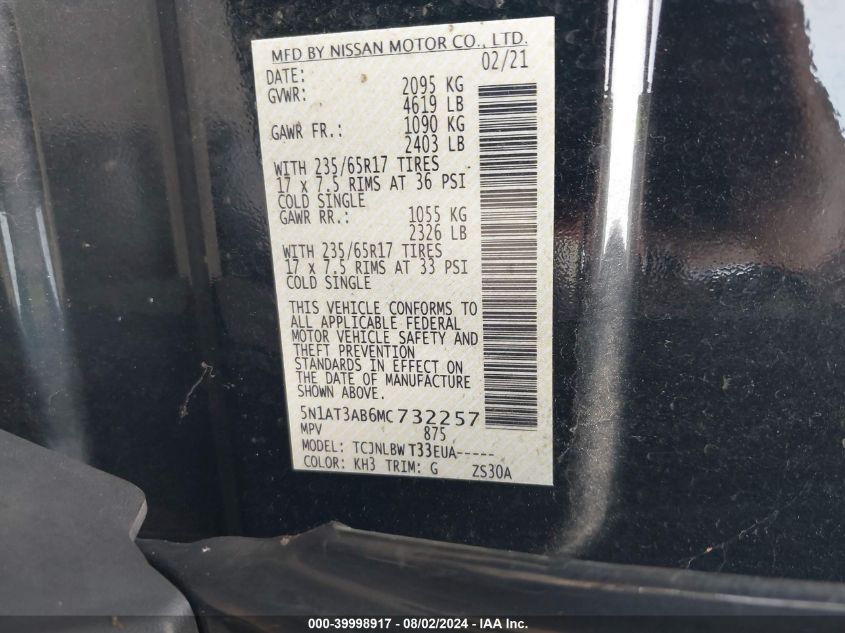 MFD BY NISSAN MOTOR CO., LTD.
DATE: 02/21
GVWR: 2095 KG
4619 LB
GAWR FR.: 1090 KG
2403 LB
WITH 235/65R17 TIRES
17 x 7.5 RIMS AT 36 PSI
COLD SINGLE
GAWR RR.: 1055 KG
2326 LB
WITH 235/65R17 TIRES
17 x 7.5 RIMS AT 33 PSI
COLD SINGLE
THIS VEHICLE CONFORMS TO
ALL APPLICABLE FEDERAL
MOTOR VEHICLE SAFETY AND
THEFT PREVENTION
STANDARDS IN EFFECT ON
THE DATE OF MANUFACTURE
SHOWN ABOVE.
5N1AT3AB6MC732257
MPV 875
MODEL: TCJNLBWT33EUA-----
COLOR: KH3 TRIM: G ZS30A
000-39998917 - 08/02/2024 - IAA Inc.